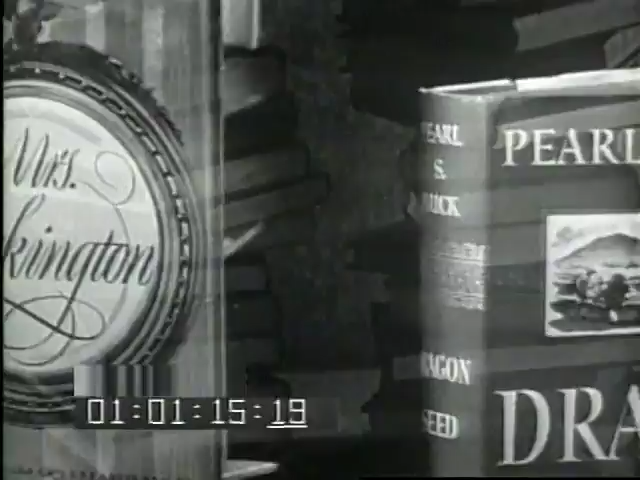 Mrs.
kington
PEARL
S.
BUCK
DRAGON
SEED
PEARL
DRA
01:01:15:19